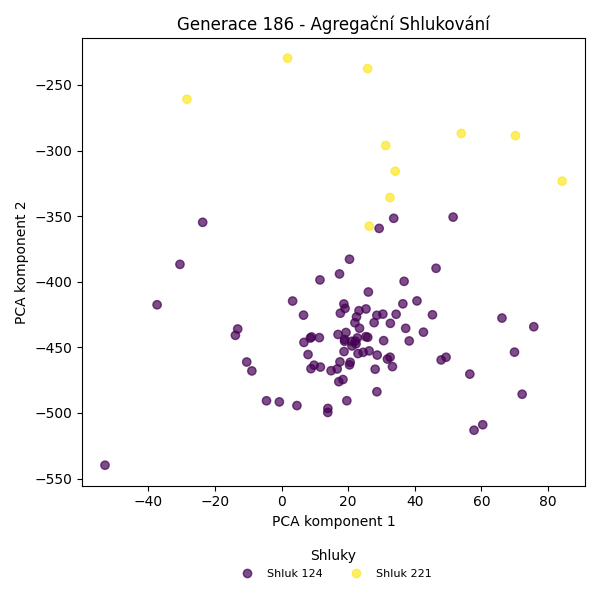 Generace 186 - Agregační Shlukování
−250
−300
−350
−400
−450
−500
−550
PCA komponent 2
−40
−20
0
20
40
60
80
PCA komponent 1
Shluky
Shluk 124
Shluk 221